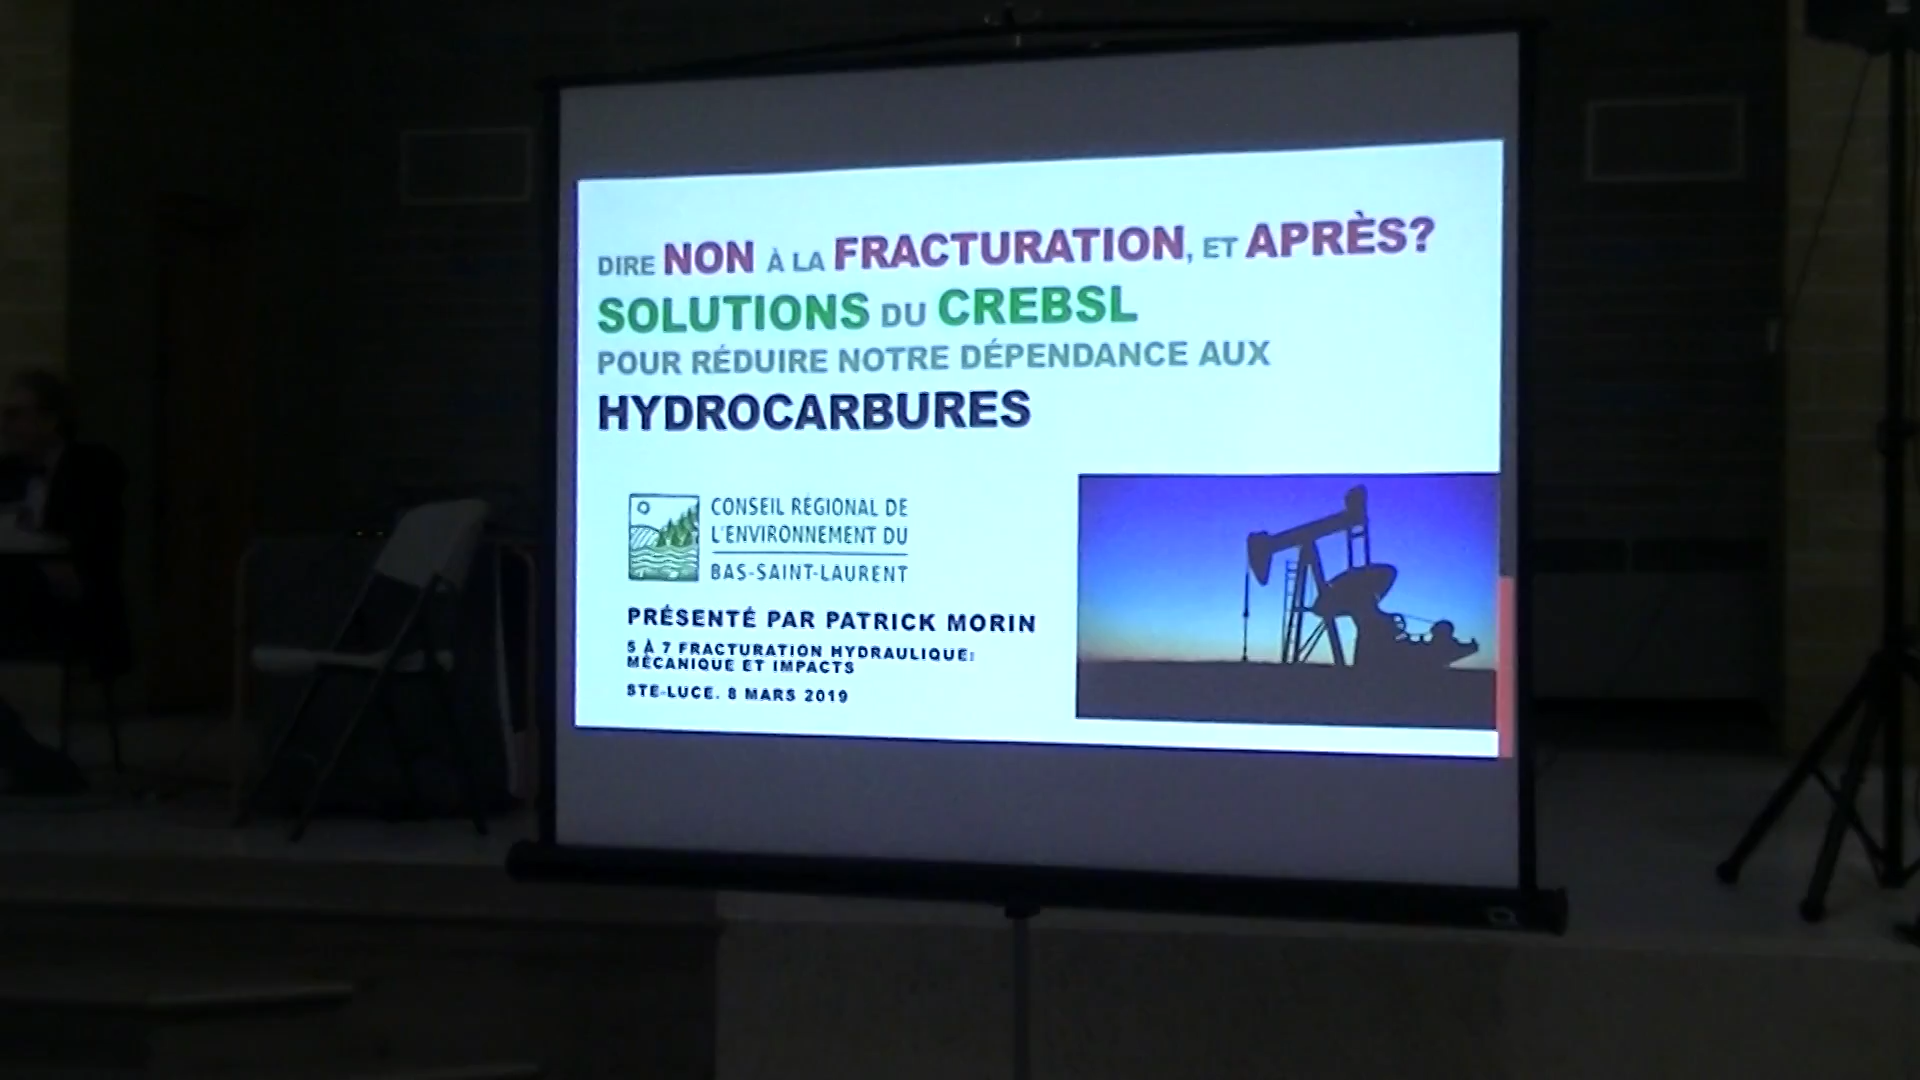 DIRE NON À LA FRACTURATION, ET APRÈS?
SOLUTIONS DU CREBSL
POUR RÉDUIRE NOTRE DÉPENDANCE AUX
HYDROCARBURES
CONSEIL RÉGIONAL DE
L'ENVIRONNEMENT DU
BAS-SAINT-LAURENT
PRÉSENTÉ PAR PATRICK MORIN
5 À 7 FRACTURATION HYDRAULIQUE:
MÉCANIQUE ET IMPACTS
STE-LUCE. 8 MARS 2019